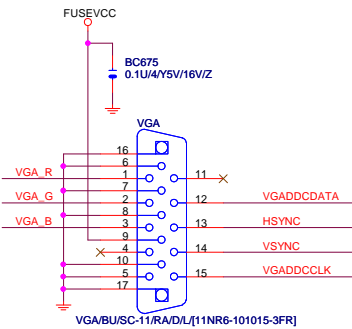 FUSEVCC
BC675
0.1U/4/Y5V/16V/Z
VGA
16
6
VGA_R 1 11
7
VGA_G 2 12 VGADDCDATA
8
VGA_B 3 13 HSYNC
9
4 14 VSYNC
10
5 15 VGADDCCLK
17
VGA/BU/SC-11/RA/D/L/[11NR6-101015-3FR]